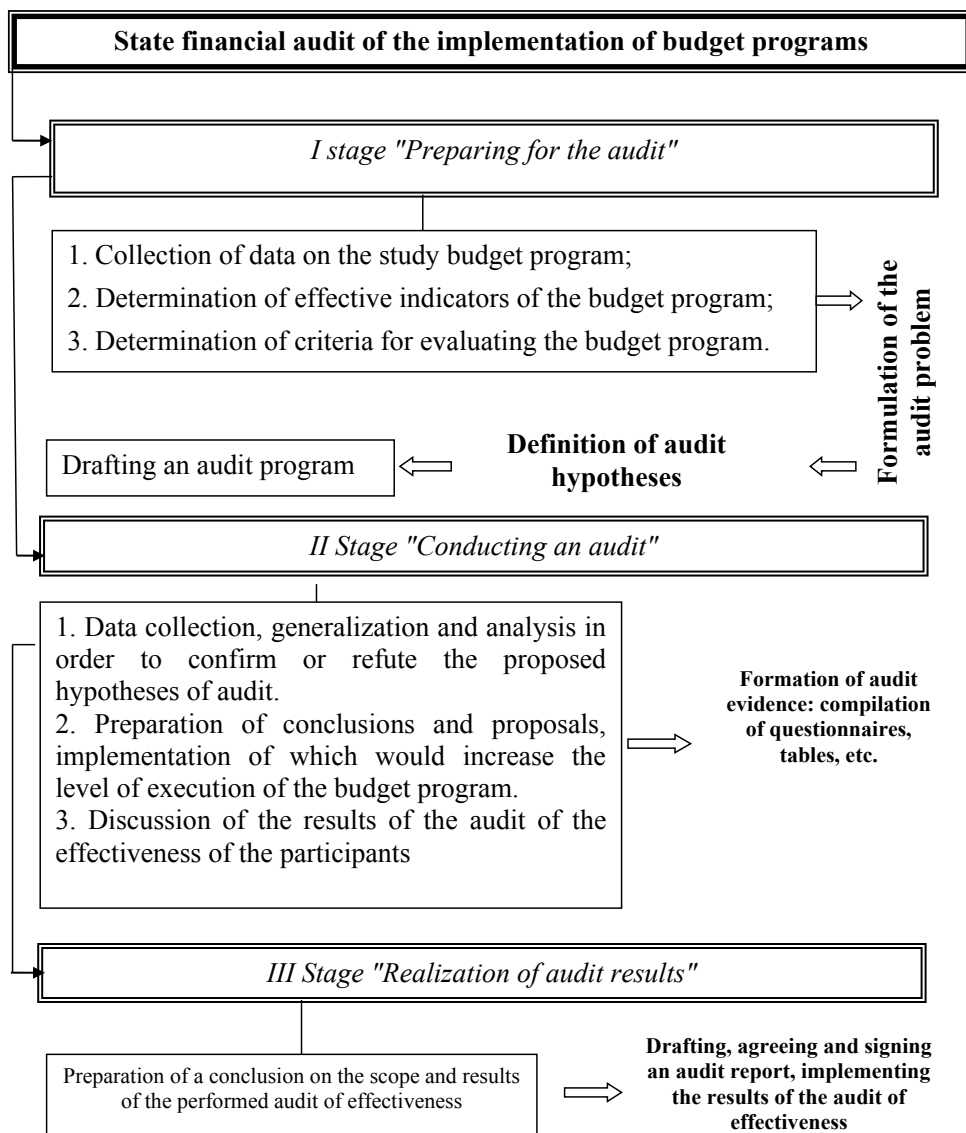 State financial audit of the implementation of budget programs
I stage "Preparing for the audit"
1. Collection of data on the study budget program;
2. Determination of effective indicators of the budget program;
3. Determination of criteria for evaluating the budget program.
Formulation of the
audit problem
Definition of audit
hypotheses
Drafting an audit program
II Stage "Conducting an audit"
1. Data collection, generalization and analysis in
order to confirm or refute the proposed
hypotheses of audit.
2. Preparation of conclusions and proposals,
implementation of which would increase the
level of execution of the budget program.
3. Discussion of the results of the audit of the
effectiveness of the participants
Formation of audit
evidence: compilation
of questionnaires,
tables, etc.
III Stage "Realization of audit results"
Preparation of a conclusion on the scope and results
of the performed audit of effectiveness
Drafting, agreeing and signing
an audit report, implementing
the results of the audit of
effectiveness